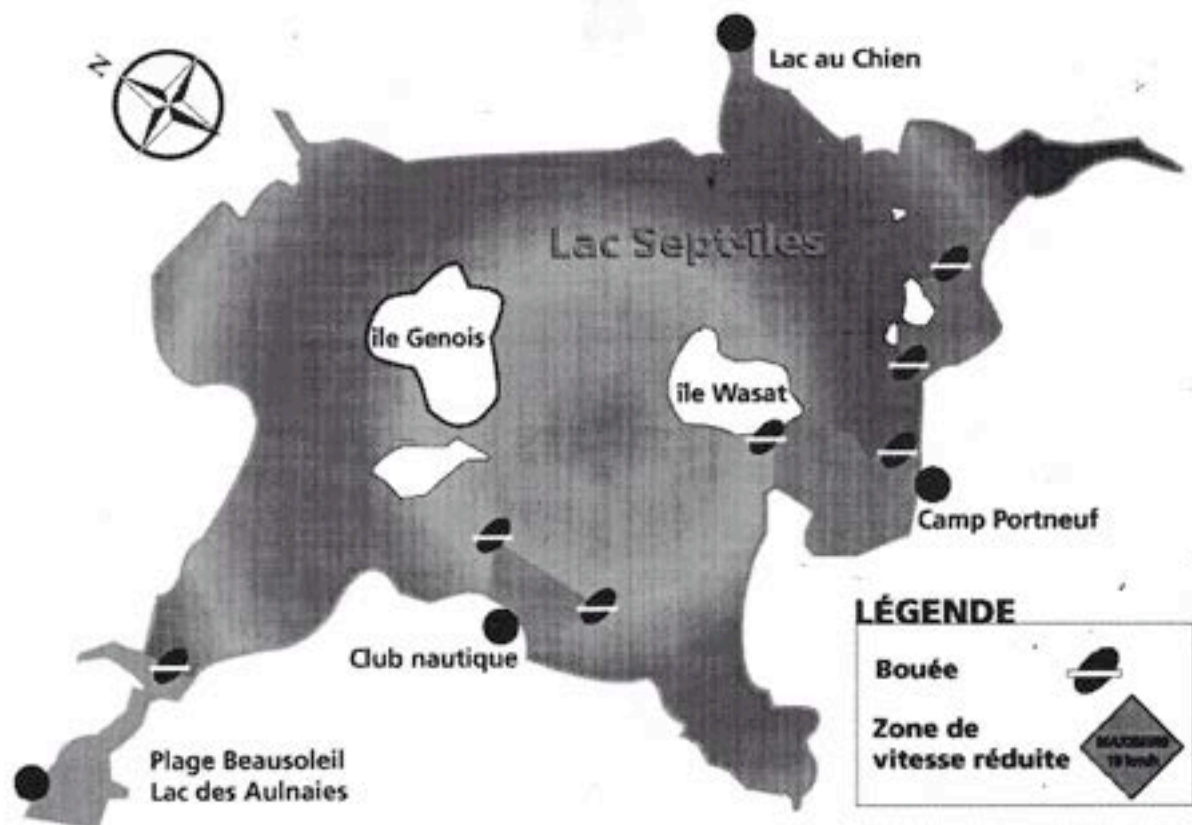 N
Lac au Chien
Lac Sept-îles
île Genois
île Wasat
Camp Portneuf
Club nautique
Plage Beausoleil
Lac des Aulnaies
LÉGENDE
Bouée
Zone de
vitesse réduite
MAXIMUM